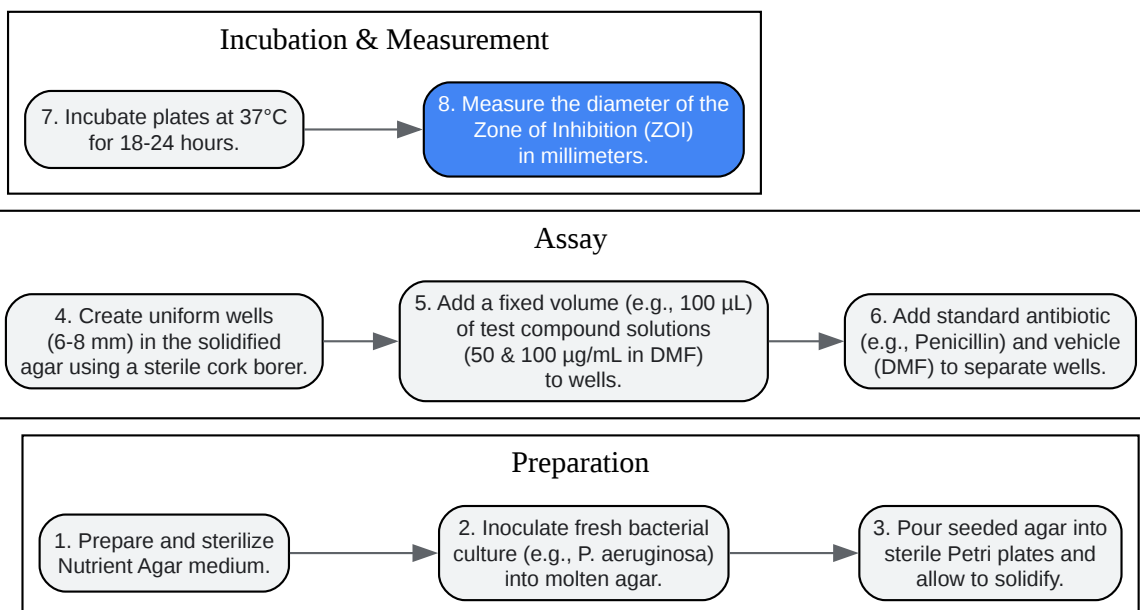 Incubation & Measurement
7. Incubate plates at 37°C
for 18-24 hours.
8. Measure the diameter of the
Zone of Inhibition (ZOI)
in millimeters.
Assay
4. Create uniform wells
(6-8 mm) in the solidified
agar using a sterile cork borer.
5. Add a fixed volume (e.g., 100 µL)
of test compound solutions
(50 & 100 µg/mL in DMF)
to wells.
6. Add standard antibiotic
(e.g., Penicillin) and vehicle
(DMF) to separate wells.
Preparation
1. Prepare and sterilize
Nutrient Agar medium.
2. Inoculate fresh bacterial
culture (e.g., P. aeruginosa)
into molten agar.
3. Pour seeded agar into
sterile Petri plates and
allow to solidify.